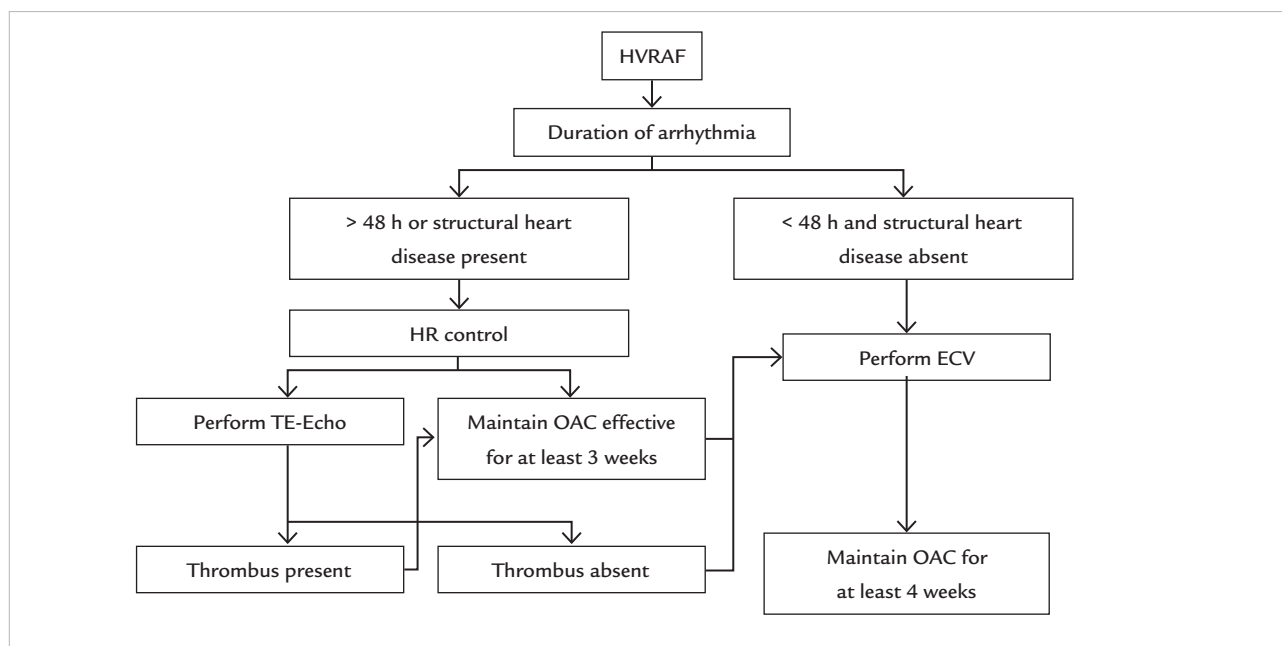 HVRAF
Duration of arrhythmia
> 48 h or structural heart
disease present
< 48 h and structural heart
disease absent
HR control
Perform ECV
Perform TE-Echo
Maintain OAC effective
for at least 3 weeks
Thrombus present
Thrombus absent
Maintain OAC for
at least 4 weeks